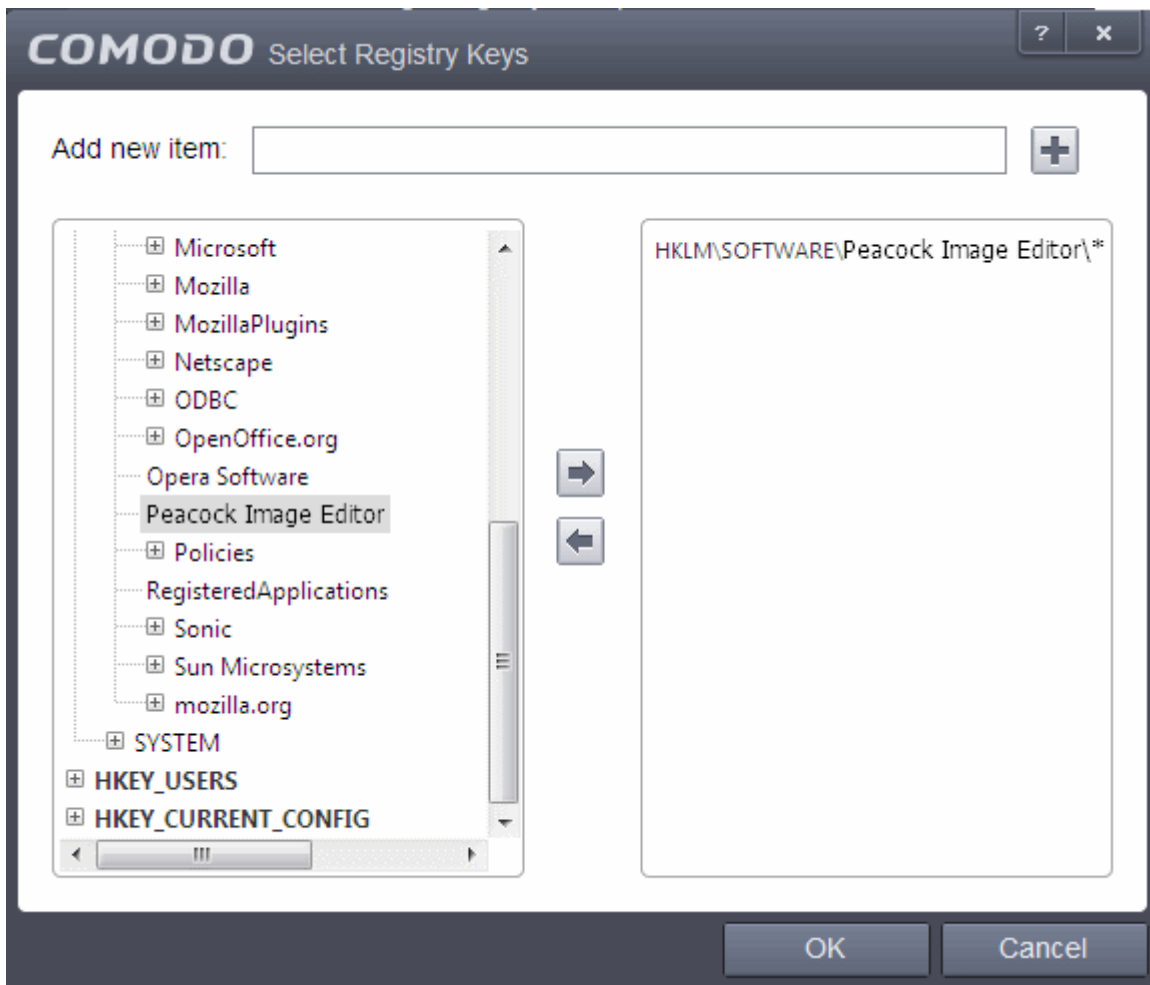 COMODO Select Registry Keys
? x
Add new item:
Microsoft
Mozilla
MozillaPlugins
Netscape
ODBC
OpenOffice.org
Opera Software
Peacock Image Editor
Policies
RegisteredApplications
Sonic
Sun Microsystems
mozilla.org
SYSTEM
HKEY_USERS
HKEY_CURRENT_CONFIG
HKLM\SOFTWARE\Peacock Image Editor\*
OK
Cancel